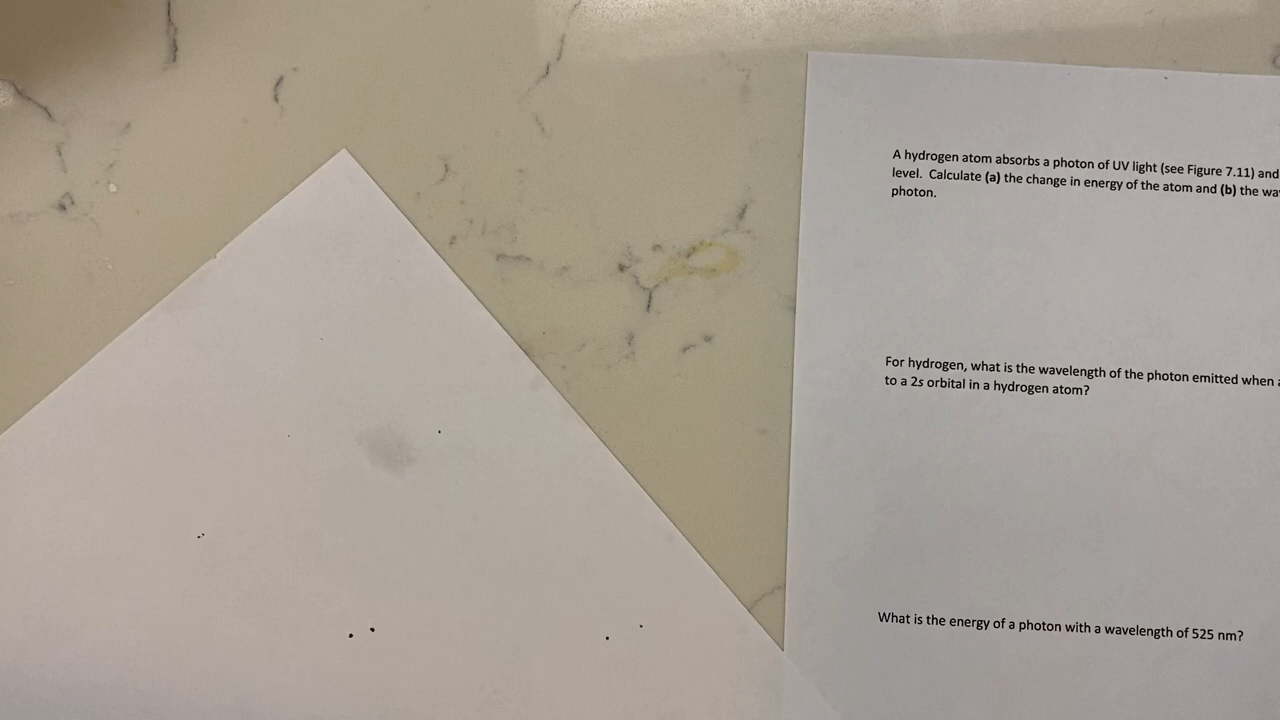 A hydrogen atom absorbs a photon of UV light (see Figure 7.11) and
level. Calculate (a) the change in energy of the atom and (b) the
photon.
For hydrogen, what is the wavelength of the photon emitted when
to a 2s orbital in a hydrogen atom?
What is the energy of a photon with a wavelength of 525 nm?